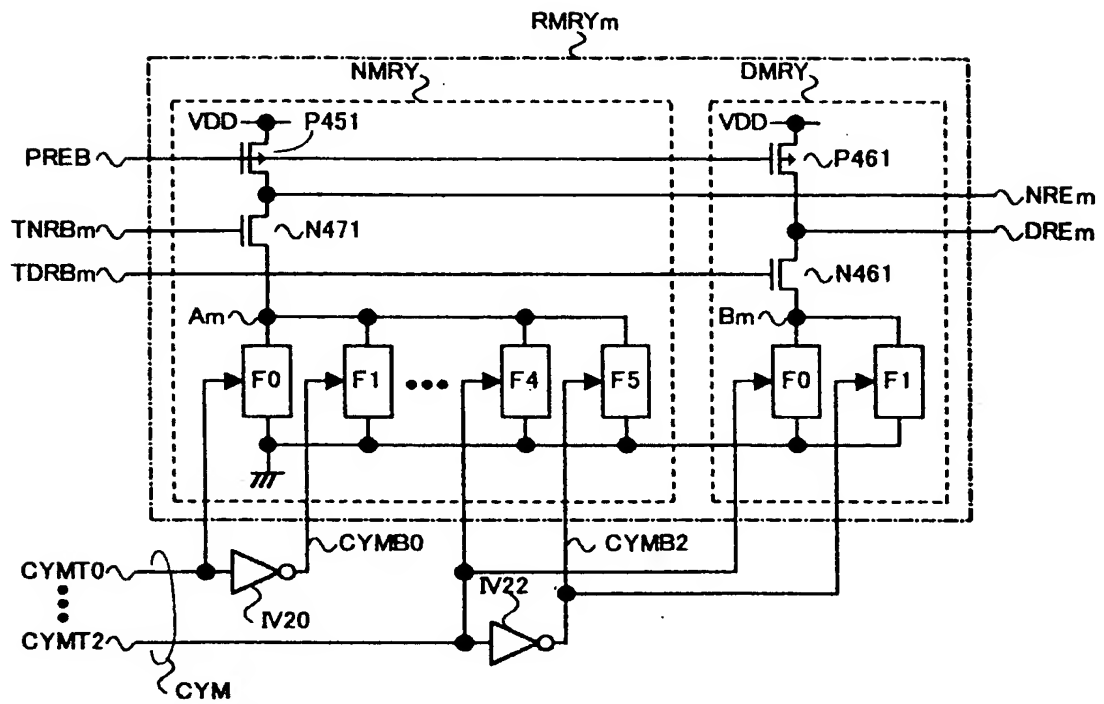 RMRYm
NMRY
DMRY
VDD
P451
VDD
PREB
P461
NREm
TNRBm
N471
DREm
TDRBm
N461
Am
Bm
F0
F1
F4
F5
F0
F1
CYMB0
CYMB2
CYMT0
IV20
IV22
CYMT2
CYM